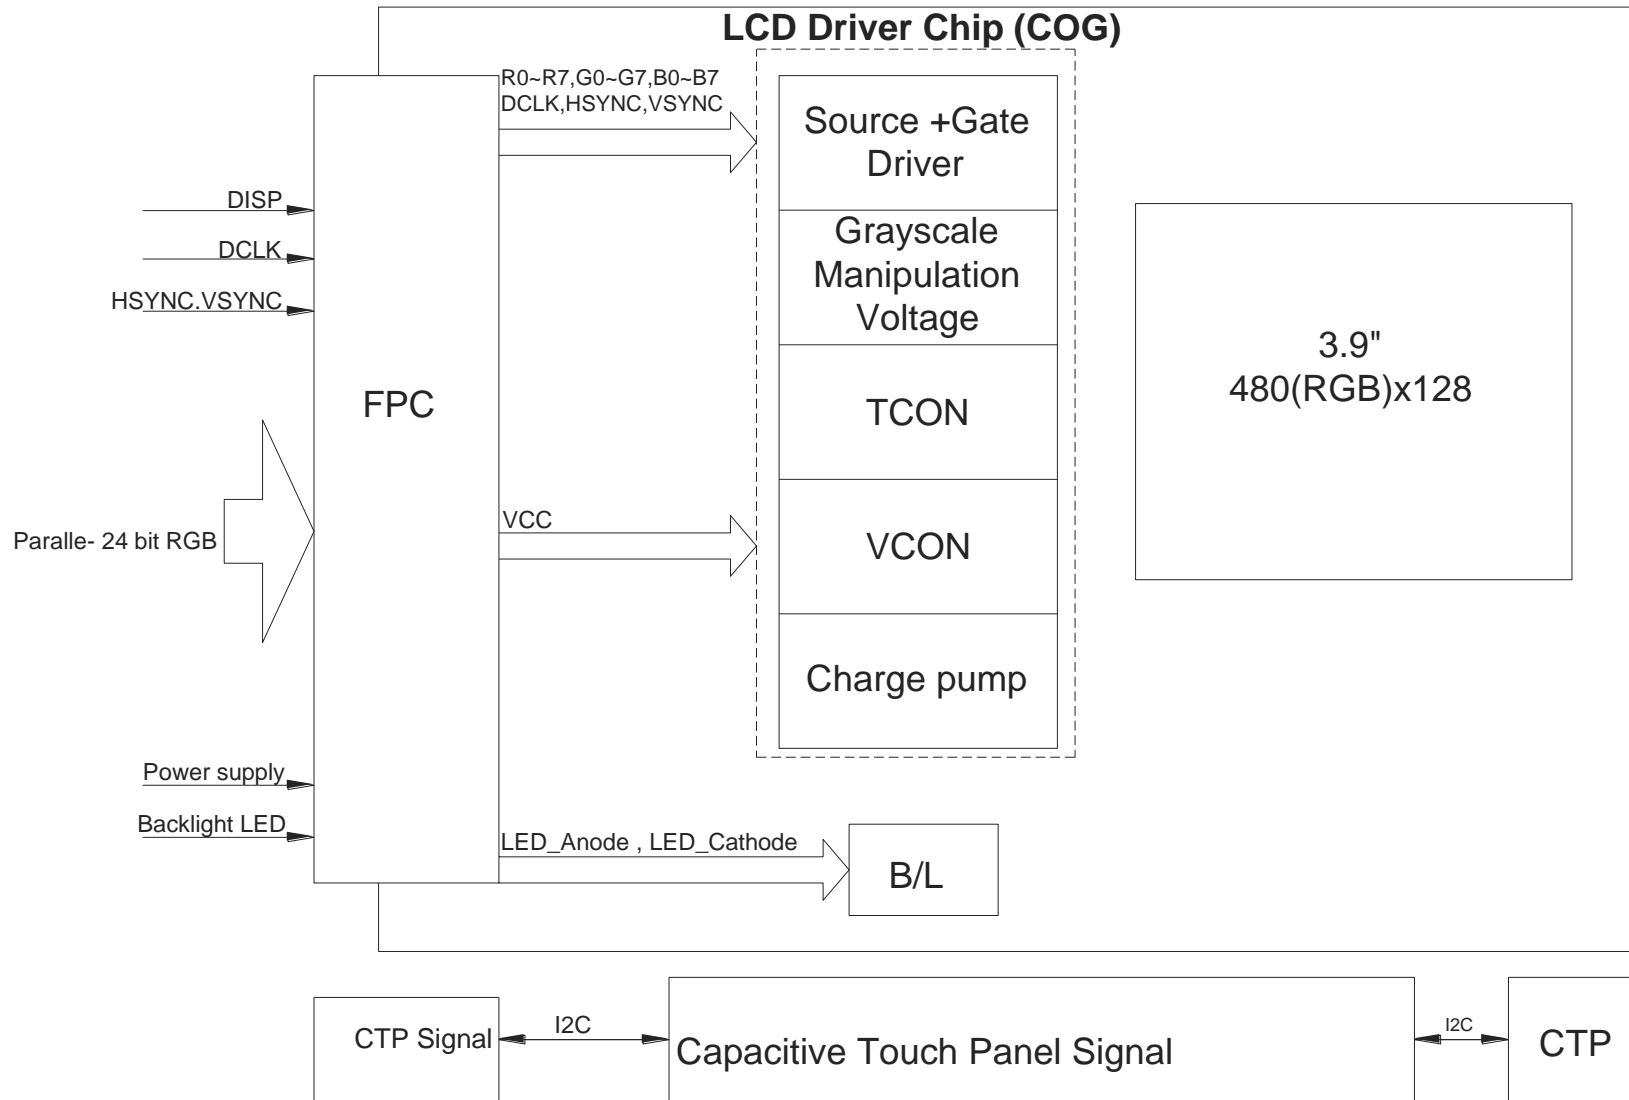 LCD Driver Chip (COG)
R0~R7,G0~G7,B0~B7
DCLK,HSYNC,VSYNC
Source +Gate
Driver
DISP
DCLK
HSYNC.VSYNC
Grayscale
Manipulation
Voltage
3.9"
480(RGB)x128
FPC
TCON
Paralle- 24 bit RGB
VCC
VCON
Charge pump
Power supply
Backlight LED
LED_Anode , LED_Cathode
B/L
CTP Signal
I2C
Capacitive Touch Panel Signal
I2C
CTP